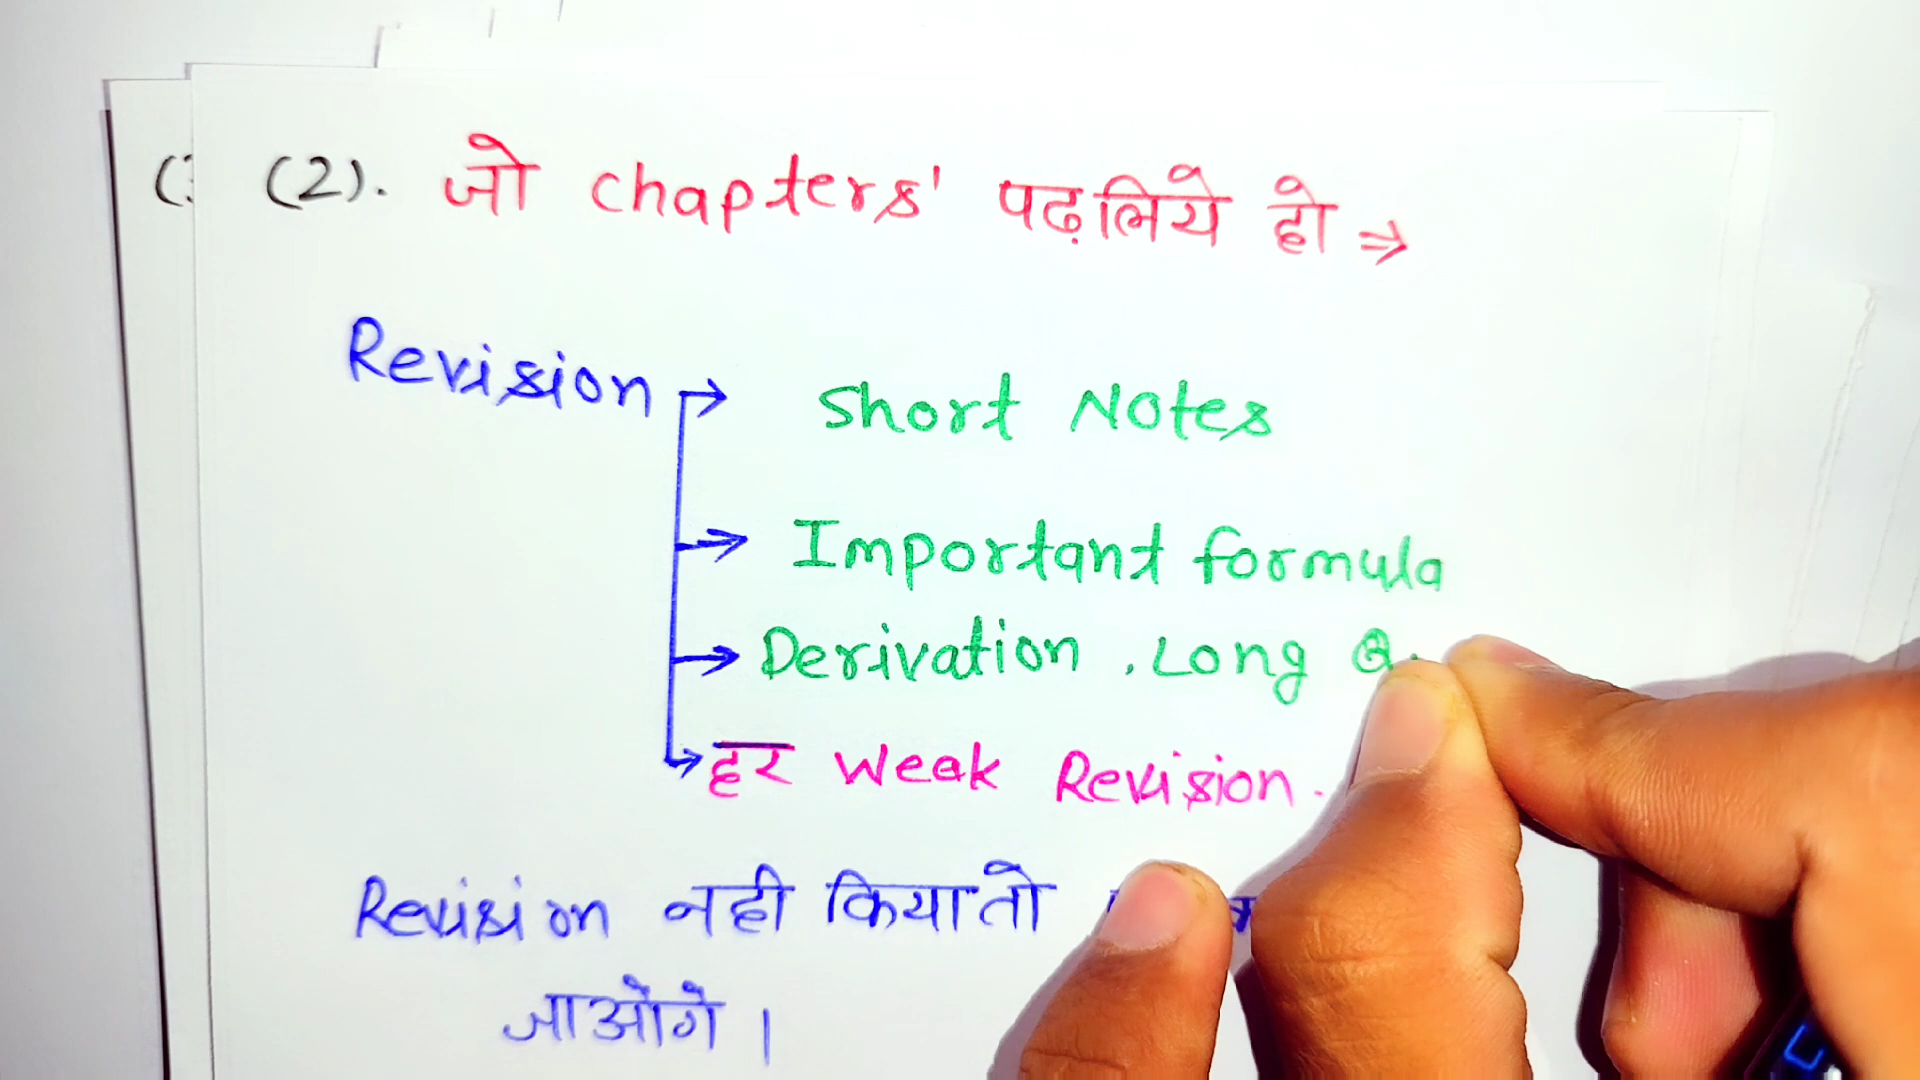 (2). जो chapters' पढ़लिये हो ⇒
Revision → Short Notes
→ Important formula
→ Derivation, Long Q.
→ हर Week Revision.
Revision नही किया तो
जाओगे ।